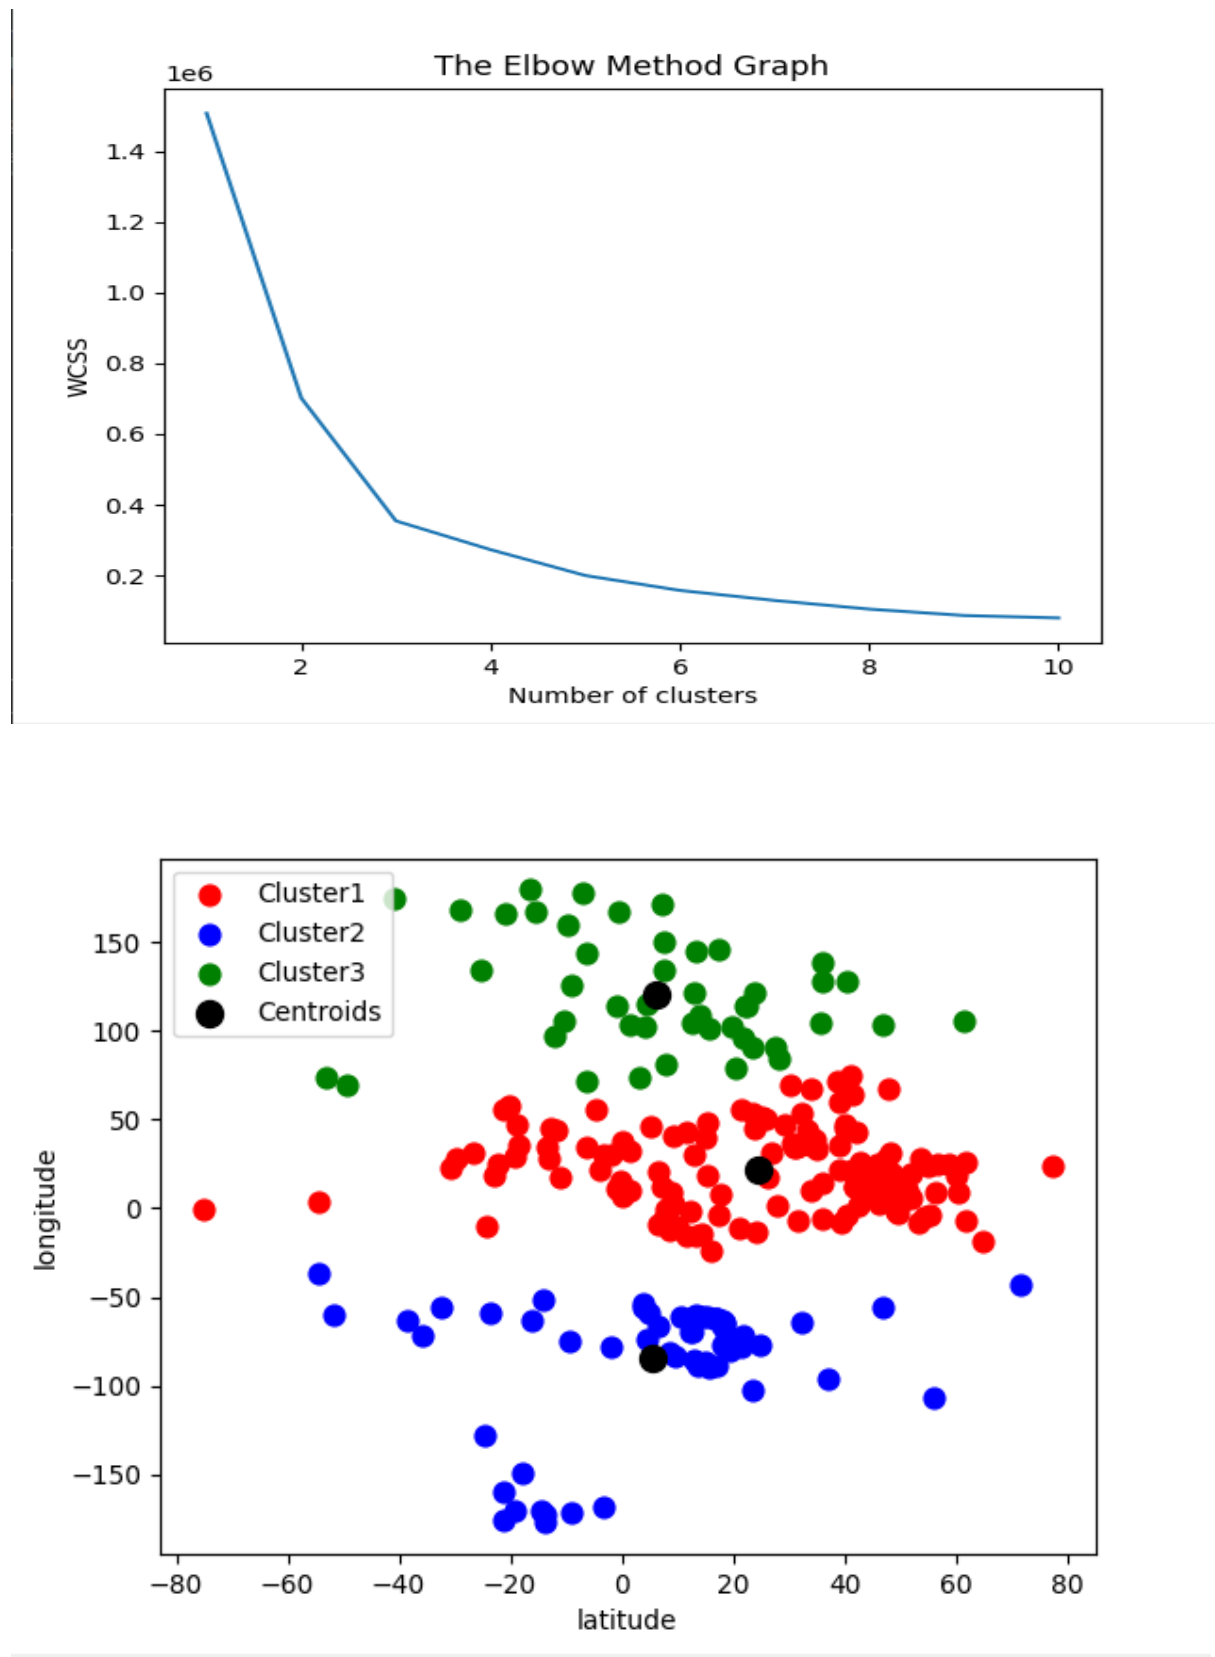 The Elbow Method Graph
1e6
1.4
1.2
1.0
0.8
0.6
0.4
0.2
WCSS
2 4 6 8 10
Number of clusters
Cluster1
Cluster2
Cluster3
Centroids
150
100
50
0
−50
−100
−150
longitude
−80 −60 −40 −20 0 20 40 60 80
latitude